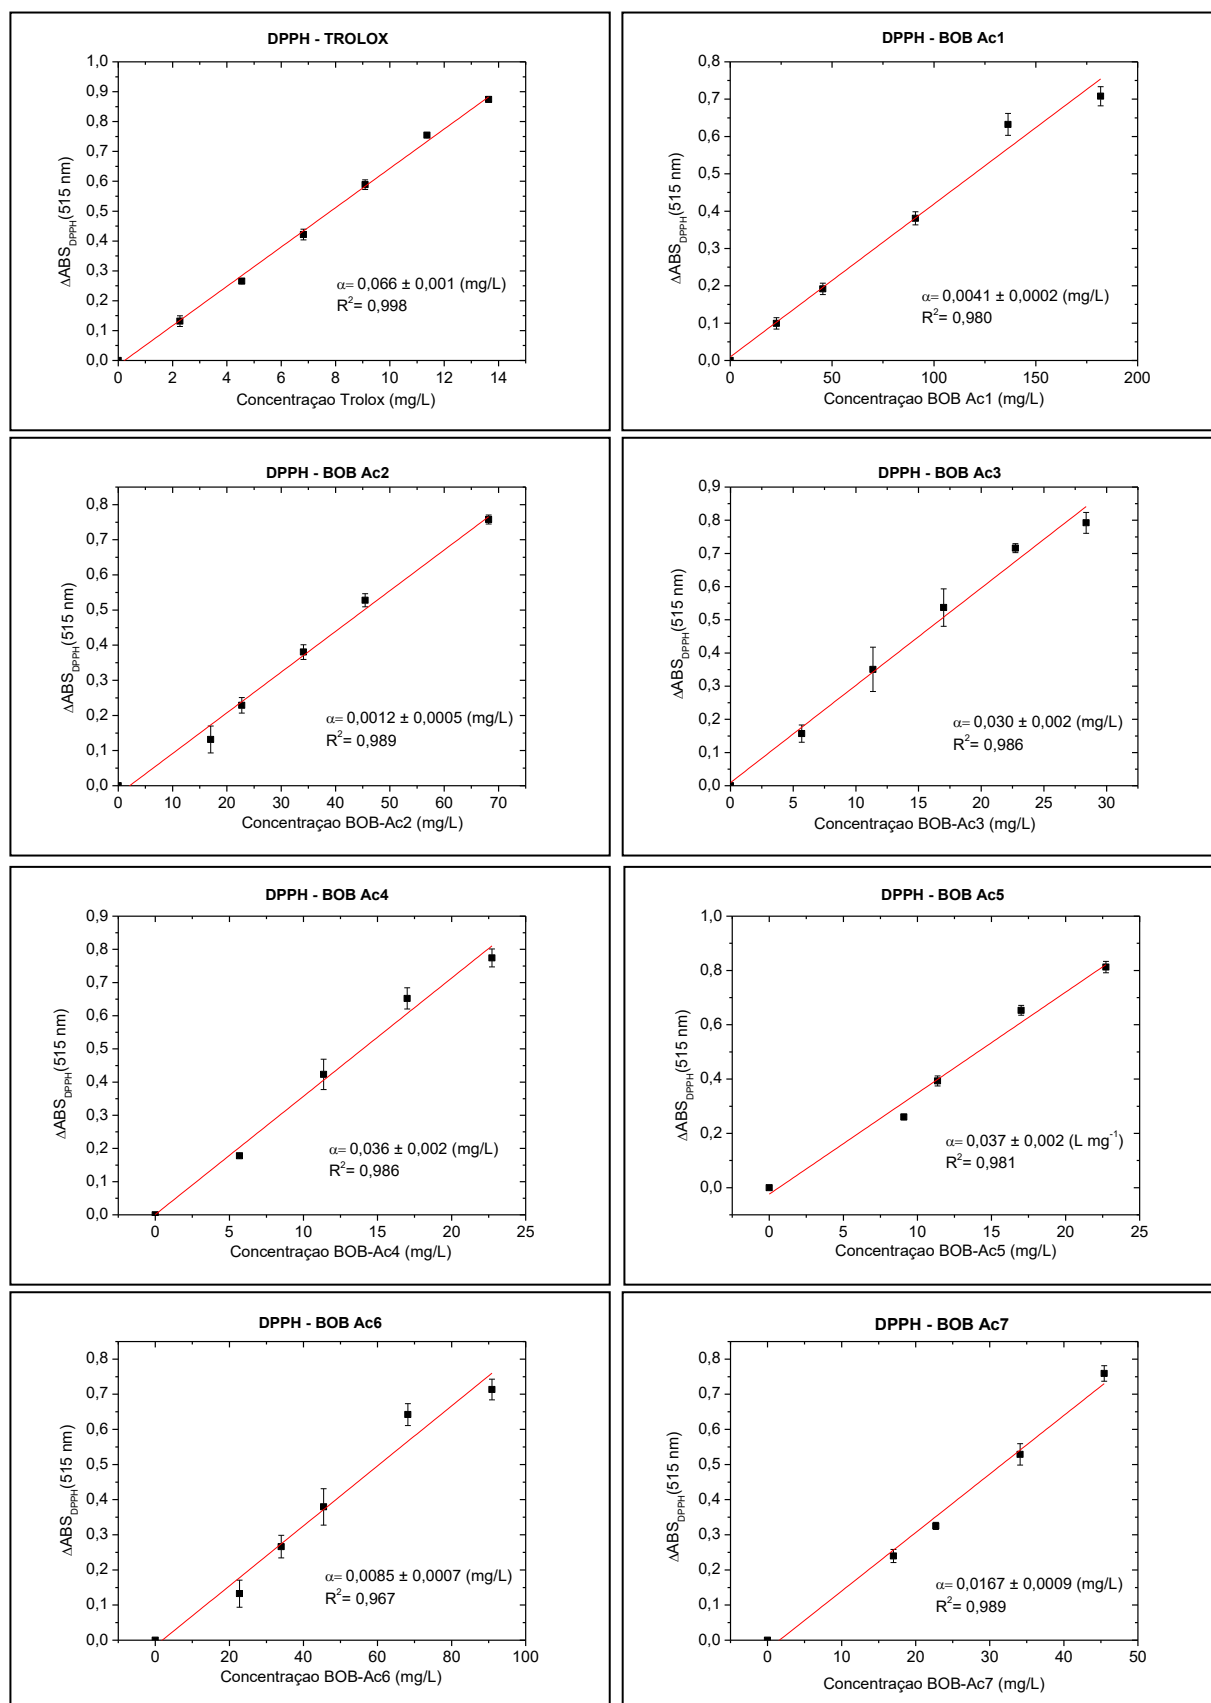 DPPH - TROLOX
1,0
0,9
0,8
0,7
0,6
0,5
0,4
0,3
0,2
0,1
0,0
ΔABS_DPPH(515 nm)
α= 0,066 ± 0,001 (mg/L)
R²= 0,998
0 2 4 6 8 10 12 14
Concentraçao Trolox (mg/L)
DPPH - BOB Ac1
0,8
0,7
0,6
0,5
0,4
0,3
0,2
0,1
0,0
ΔABS_DPPH(515 nm)
α= 0,0041 ± 0,0002 (mg/L)
R²= 0,980
0 50 100 150 200
Concentraçao BOB Ac1 (mg/L)
DPPH - BOB Ac2
0,8
0,7
0,6
0,5
0,4
0,3
0,2
0,1
0,0
ΔABS_DPPH(515 nm)
α= 0,0012 ± 0,0005 (mg/L)
R²= 0,989
0 10 20 30 40 50 60 70
Concentraçao BOB-Ac2 (mg/L)
DPPH - BOB Ac3
0,9
0,8
0,7
0,6
0,5
0,4
0,3
0,2
0,1
0,0
ΔABS_DPPH(515 nm)
α= 0,030 ± 0,002 (mg/L)
R²= 0,986
0 5 10 15 20 25 30
Concentraçao BOB-Ac3 (mg/L)
DPPH - BOB Ac4
0,9
0,8
0,7
0,6
0,5
0,4
0,3
0,2
0,1
0,0
ΔABS_DPPH(515 nm)
α= 0,036 ± 0,002 (mg/L)
R²= 0,986
0 5 10 15 20 25
Concentraçao BOB-Ac4 (mg/L)
DPPH - BOB Ac5
1,0
0,8
0,6
0,4
0,2
0,0
ΔABS_DPPH(515 nm)
α= 0,037 ± 0,002 (L mg⁻¹)
R²= 0,981
0 5 10 15 20 25
Concentraçao BOB-Ac5 (mg/L)
DPPH - BOB Ac6
0,8
0,7
0,6
0,5
0,4
0,3
0,2
0,1
0,0
ΔABS_DPPH(515 nm)
α= 0,0085 ± 0,0007 (mg/L)
R²= 0,967
0 20 40 60 80 100
Concentraçao BOB-Ac6 (mg/L)
DPPH - BOB Ac7
0,8
0,7
0,6
0,5
0,4
0,3
0,2
0,1
0,0
ΔABS_DPPH(515 nm)
α= 0,0167 ± 0,0009 (mg/L)
R²= 0,989
0 10 20 30 40 50
Concentraçao BOB-Ac7 (mg/L)